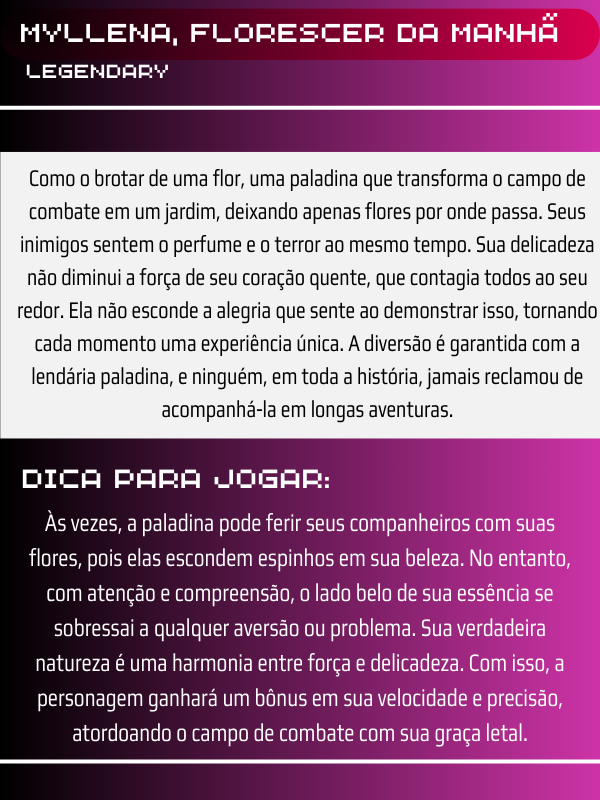 MYLLENA, FLORESCER DA MANHÃ
LEGENDARY
Como o brotar de uma flor, uma paladina que transforma o campo de
combate em um jardim, deixando apenas flores por onde passa. Seus
inimigos sentem o perfume e o terror ao mesmo tempo. Sua delicadeza
não diminui a força de seu coração quente, que contagia todos ao seu
redor. Ela não esconde a alegria que sente ao demonstrar isso, tornando
cada momento uma experiência única. A diversão é garantida com a
lendária paladina, e ninguém, em toda a história, jamais reclamou de
acompanhá-la em longas aventuras.
DICA PARA JOGAR:
Às vezes, a paladina pode ferir seus companheiros com suas
flores, pois elas escondem espinhos em sua beleza. No entanto,
com atenção e compreensão, o lado belo de sua essência se
sobressai a qualquer aversão ou problema. Sua verdadeira
natureza é uma harmonia entre força e delicadeza. Com isso, a
personagem ganhará um bônus em sua velocidade e precisão,
atordoando o campo de combate com sua graça letal.